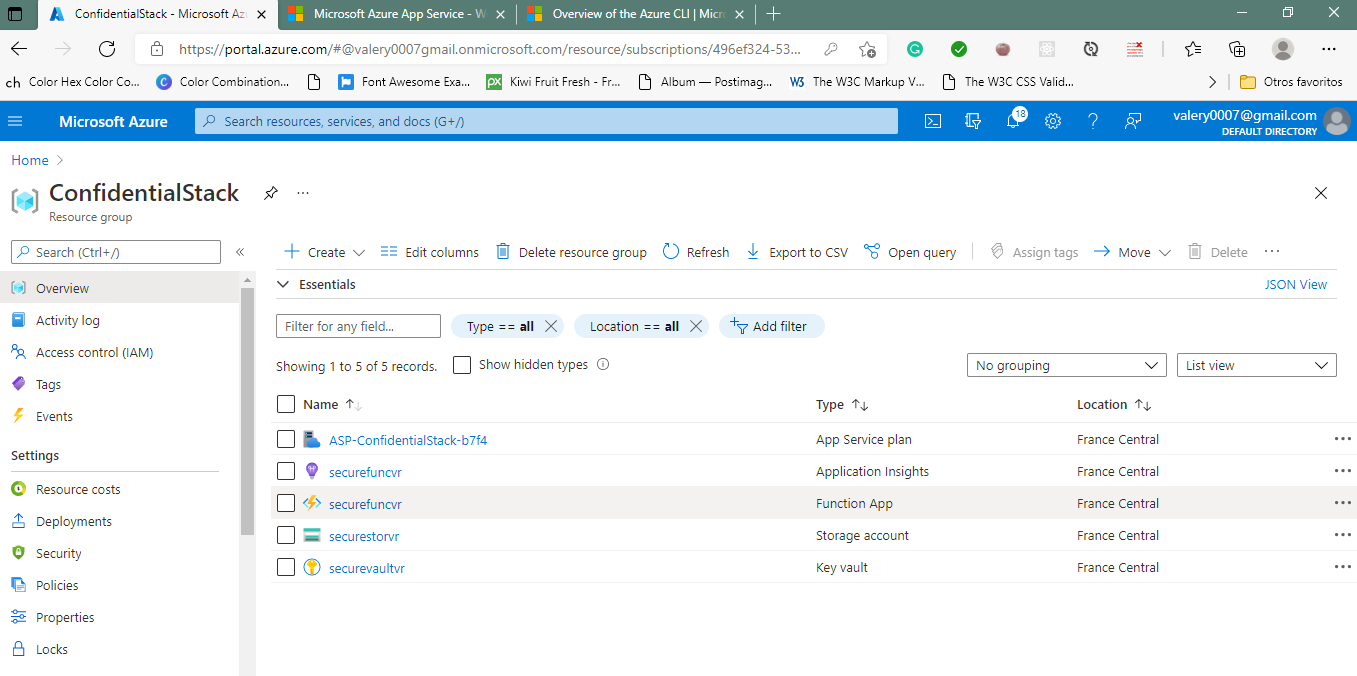 ConfidentialStack - Microsoft Az
Microsoft Azure App Service - W
Overview of the Azure CLI | Micro
https://portal.azure.com/#@valery0007gmail.onmicrosoft.com/resource/subscriptions/496ef324-53...
ch Color Hex Color Co... Color Combination... Font Awesome Exa... Kiwi Fruit Fresh - Fr... Album — Postimag... W3 The W3C Markup V... The W3C CSS Valid... Otros favoritos
Microsoft Azure
Search resources, services, and docs (G+/)
18
valery0007@gmail.com
DEFAULT DIRECTORY
Home
ConfidentialStack
Resource group
Search (Ctrl+/)
Create Edit columns Delete resource group Refresh Export to CSV Open query Assign tags Move Delete
Overview
Activity log
Access control (IAM)
Tags
Events
Settings
Resource costs
Deployments
Security
Policies
Properties
Locks
Essentials
JSON View
Filter for any field...
Type == all
Location == all
Add filter
Showing 1 to 5 of 5 records.
Show hidden types
No grouping
List view
Name Type Location
ASP-ConfidentialStack-b7f4 App Service plan France Central
securefuncvr Application Insights France Central
securefuncvr Function App France Central
securestorvr Storage account France Central
securevaultvr Key vault France Central